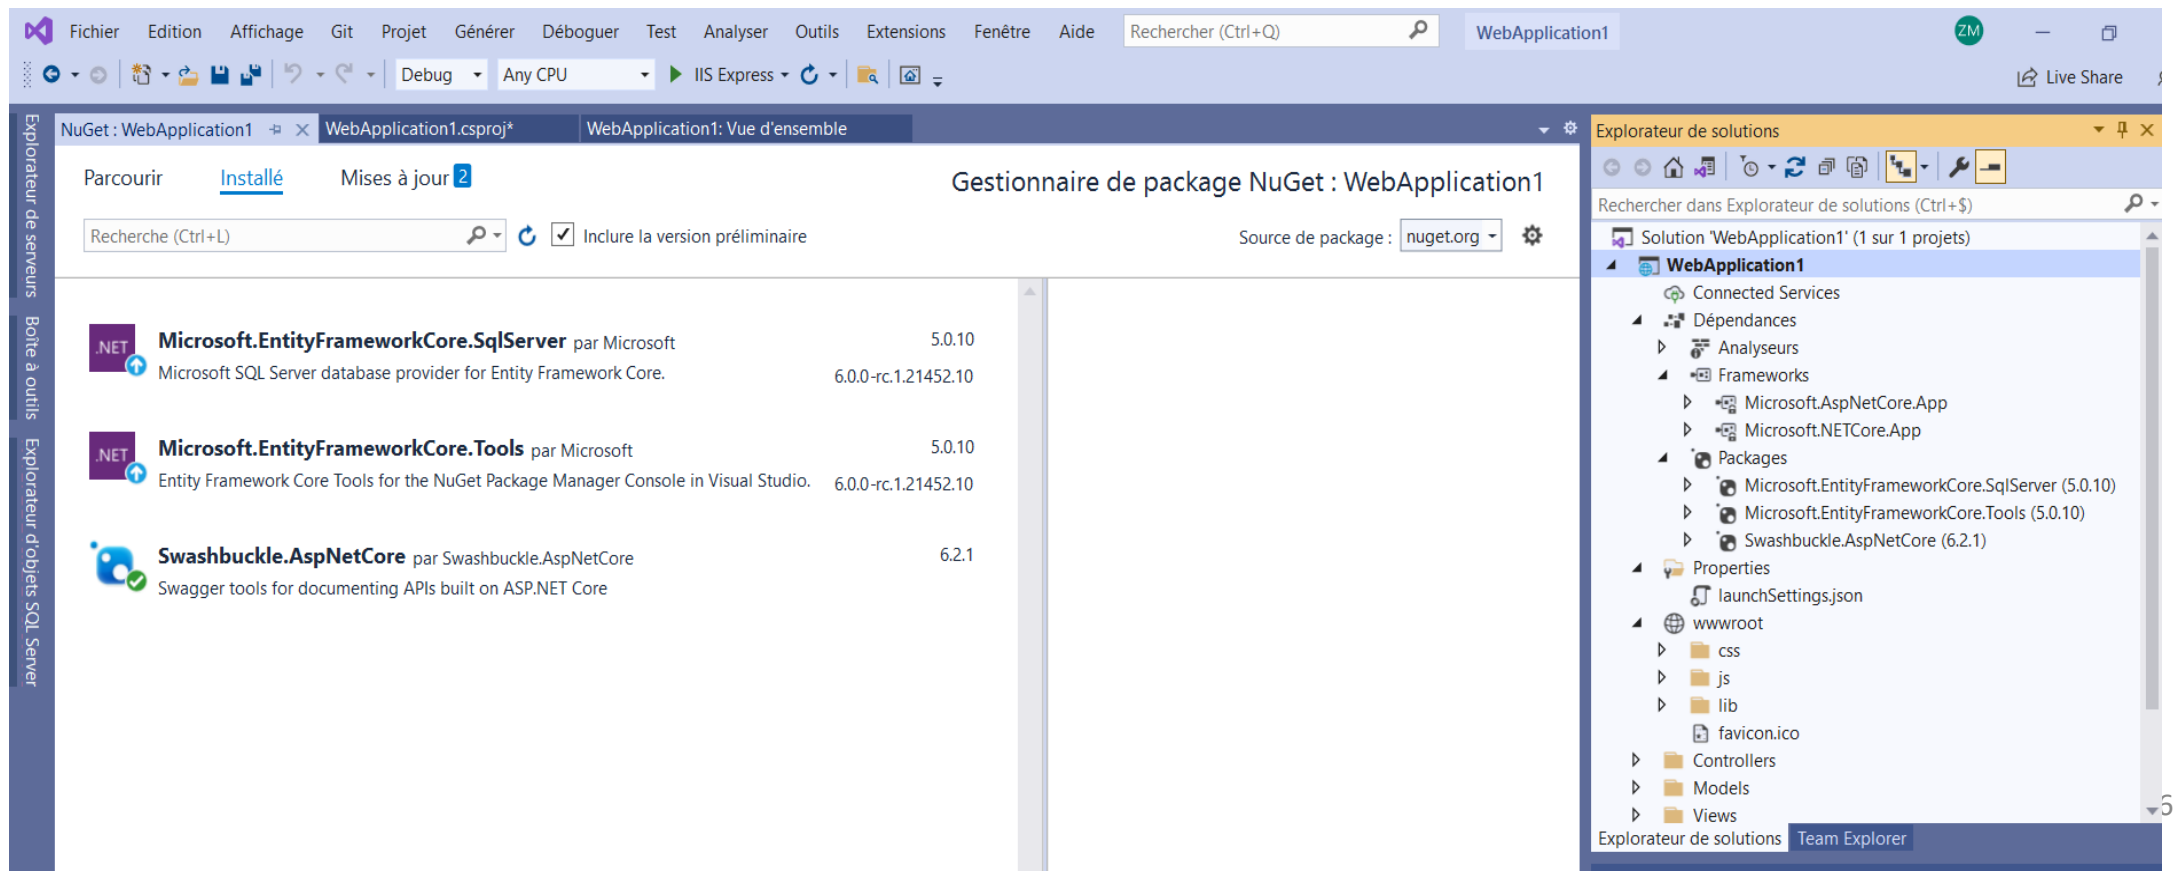 Fichier Edition Affichage Git Projet Générer Déboguer Test Analyser Outils Extensions Fenêtre Aide Rechercher (Ctrl+Q) WebApplication1 ZM
Debug Any CPU IIS Express Live Share
Explorateur de serveurs
Boîte à outils
Explorateur d'objets SQL Server
NuGet : WebApplication1 WebApplication1.csproj* WebApplication1: Vue d'ensemble
Parcourir Installé Mises à jour 2
Gestionnaire de package NuGet : WebApplication1
Recherche (Ctrl+L) Inclure la version préliminaire
Source de package : nuget.org
.NET Microsoft.EntityFrameworkCore.SqlServer par Microsoft 5.0.10
Microsoft SQL Server database provider for Entity Framework Core. 6.0.0-rc.1.21452.10
.NET Microsoft.EntityFrameworkCore.Tools par Microsoft 5.0.10
Entity Framework Core Tools for the NuGet Package Manager Console in Visual Studio. 6.0.0-rc.1.21452.10
Swashbuckle.AspNetCore par Swashbuckle.AspNetCore 6.2.1
Swagger tools for documenting APIs built on ASP.NET Core
Explorateur de solutions
Rechercher dans Explorateur de solutions (Ctrl+$)
Solution 'WebApplication1' (1 sur 1 projets)
WebApplication1
Connected Services
Dépendances
Analyseurs
Frameworks
Microsoft.AspNetCore.App
Microsoft.NETCore.App
Packages
Microsoft.EntityFrameworkCore.SqlServer (5.0.10)
Microsoft.EntityFrameworkCore.Tools (5.0.10)
Swashbuckle.AspNetCore (6.2.1)
Properties
launchSettings.json
wwwroot
css
js
lib
favicon.ico
Controllers
Models
Views
Explorateur de solutions Team Explorer